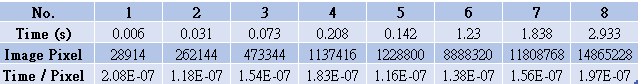 No. 1 2 3 4 5 6 7 8
Time (s) 0.006 0.031 0.073 0.208 0.142 1.23 1.838 2.933
Image Pixel 28914 262144 473344 1137416 1228800 8888320 11808768 14865228
Time / Pixel 2.08E-07 1.18E-07 1.54E-07 1.83E-07 1.16E-07 1.38E-07 1.56E-07 1.97E-07